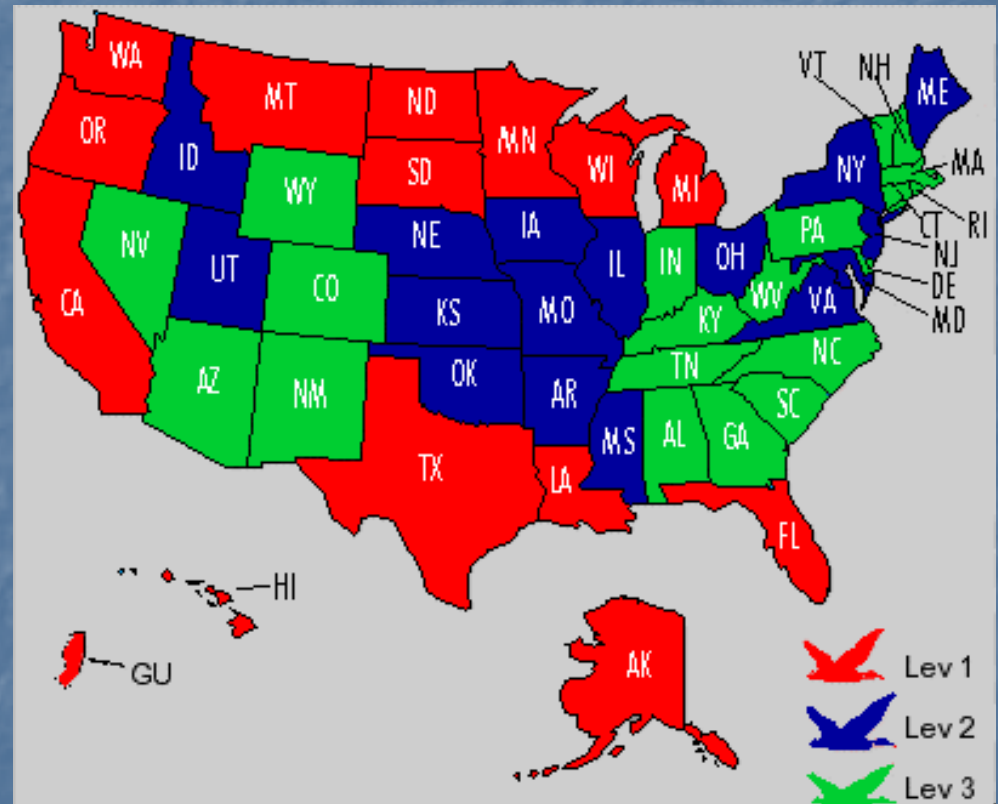 WA
MT
ND
MN
OR
ID
SD
WI
MI
VT
NH
ME
WY
NY
MA
NV
UT
CO
NE
IA
IL
IN
OH
PA
CT
RI
NJ
DE
MD
CA
KS
MO
KY
WV
VA
AZ
NM
OK
AR
TN
NC
SC
MS
AL
GA
TX
LA
FL
HI
GU
AK
Lev 1
Lev 2
Lev 3